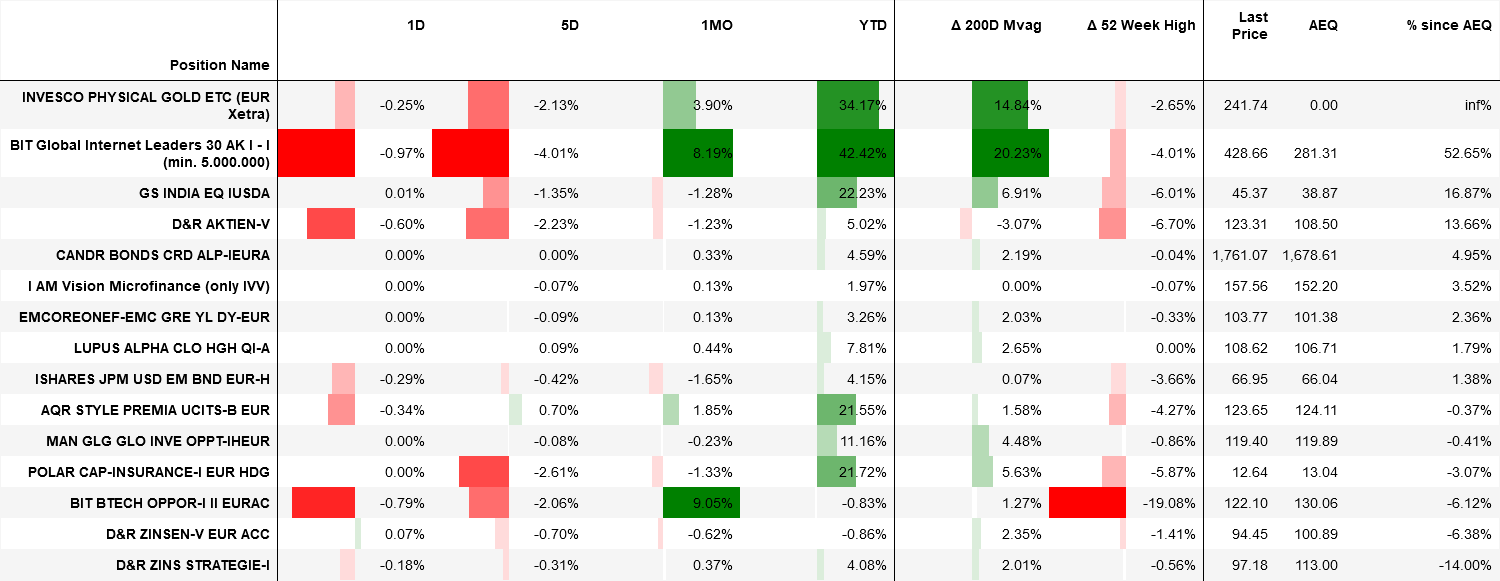 1D 5D 1MO YTD Δ 200D Mvag Δ 52 Week High Last AEQ % since AEQ
Price
Position Name
INVESCO PHYSICAL GOLD ETC (EUR
Xetra) -0.25% -2.13% 3.90% 34.17% 14.84% -2.65% 241.74 0.00 inf%
BIT Global Internet Leaders 30 AK I - I
(min. 5.000.000) -0.97% -4.01% 8.19% 42.42% 20.23% -4.01% 428.66 281.31 52.65%
GS INDIA EQ IUSDA 0.01% -1.35% -1.28% 22.23% 6.91% -6.01% 45.37 38.87 16.87%
D&R AKTIEN-V -0.60% -2.23% -1.23% 5.02% -3.07% -6.70% 123.31 108.50 13.66%
CANDR BONDS CRD ALP-IEURA 0.00% 0.00% 0.33% 4.59% 2.19% -0.04% 1,761.07 1,678.61 4.95%
I AM Vision Microfinance (only IVV) 0.00% -0.07% 0.13% 1.97% 0.00% -0.07% 157.56 152.20 3.52%
EMCOREONEF-EMC GRE YL DY-EUR 0.00% -0.09% 0.13% 3.26% 2.03% -0.33% 103.77 101.38 2.36%
LUPUS ALPHA CLO HGH QI-A 0.00% 0.09% 0.44% 7.81% 2.65% 0.00% 108.62 106.71 1.79%
ISHARES JPM USD EM BND EUR-H -0.29% -0.42% -1.65% 4.15% 0.07% -3.66% 66.95 66.04 1.38%
AQR STYLE PREMIA UCITS-B EUR -0.34% 0.70% 1.85% 21.55% 1.58% -4.27% 123.65 124.11 -0.37%
MAN GLG GLO INVE OPPT-IHEUR 0.00% -0.08% -0.23% 11.16% 4.48% -0.86% 119.40 119.89 -0.41%
POLAR CAP-INSURANCE-I EUR HDG 0.00% -2.61% -1.33% 21.72% 5.63% -5.87% 12.64 13.04 -3.07%
BIT BTECH OPPOR-I II EURAC -0.79% -2.06% 9.05% -0.83% 1.27% -19.08% 122.10 130.06 -6.12%
D&R ZINSEN-V EUR ACC 0.07% -0.70% -0.62% -0.86% 2.35% -1.41% 94.45 100.89 -6.38%
D&R ZINS STRATEGIE-I -0.18% -0.31% 0.37% 4.08% 2.01% -0.56% 97.18 113.00 -14.00%